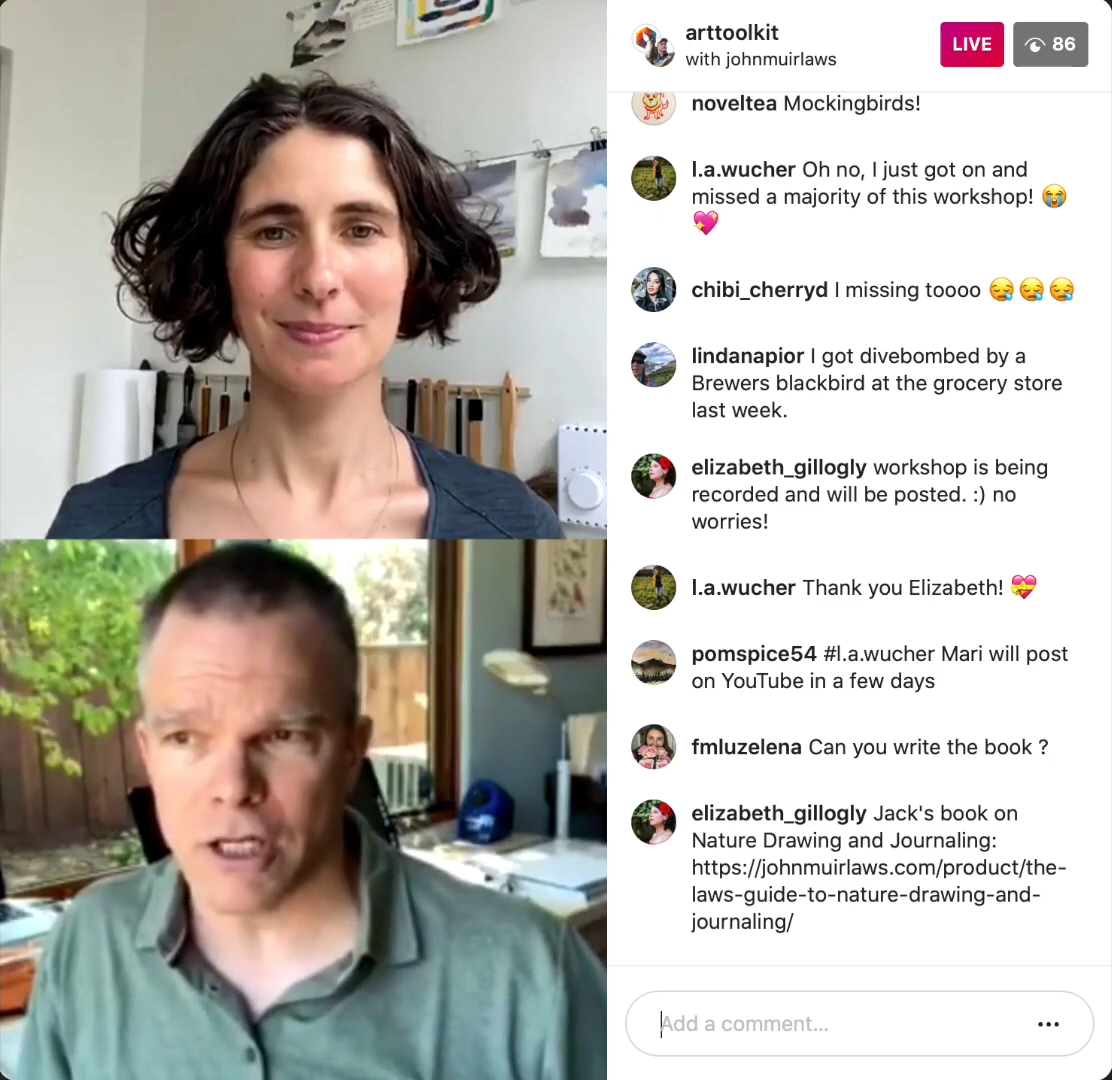 arttoolkit
with johnmuirlaws
LIVE
86
noveltea Mockingbirds!
l.a.wucher Oh no, I just got on and
missed a majority of this workshop! 😭
💖
chibi_cherryd I missing toooo 😪😪😪
lindanapior I got divebombed by a
Brewers blackbird at the grocery store
last week.
elizabeth_gillogly workshop is being
recorded and will be posted. :) no
worries!
l.a.wucher Thank you Elizabeth! 💝
pomspice54 #l.a.wucher Mari will post
on YouTube in a few days
fmluzelena Can you write the book ?
elizabeth_gillogly Jack's book on
Nature Drawing and Journaling:
https://johnmuirlaws.com/product/the-
laws-guide-to-nature-drawing-and-
journaling/
Add a comment...